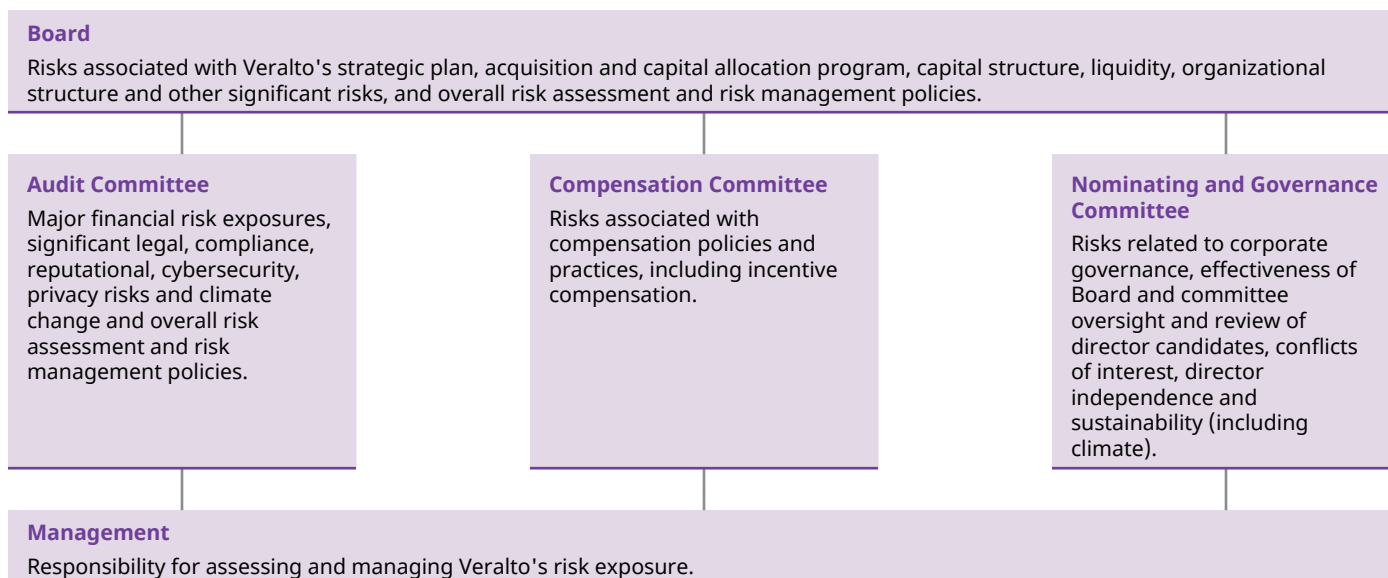 Board
Risks associated with Veralto's strategic plan, acquisition and capital allocation program, capital structure, liquidity, organizational
structure and other significant risks, and overall risk assessment and risk management policies.
Audit Committee
Major financial risk exposures,
significant legal, compliance,
reputational, cybersecurity,
privacy risks and climate
change and overall risk
assessment and risk
management policies.
Compensation Committee
Risks associated with
compensation policies and
practices, including incentive
compensation.
Nominating and Governance
Committee
Risks related to corporate
governance, effectiveness of
Board and committee
oversight and review of
director candidates, conflicts
of interest, director
independence and
sustainability (including
climate).
Management
Responsibility for assessing and managing Veralto's risk exposure.